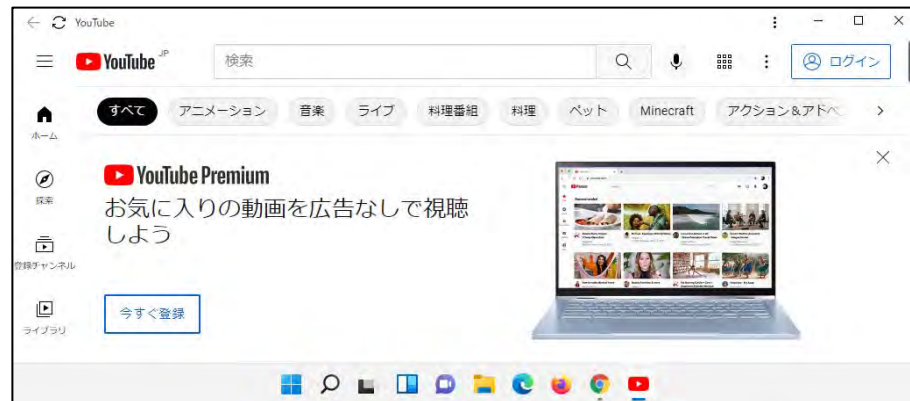 YouTube
YouTube JP
検索
ログイン
すべて
アニメーション
音楽
ライブ
料理番組
料理
ペット
Minecraft
アクション＆アドベ
ホーム
探索
登録チャンネル
ライブラリ
YouTube Premium
お気に入りの動画を広告なしで視聴
しよう
今すぐ登録